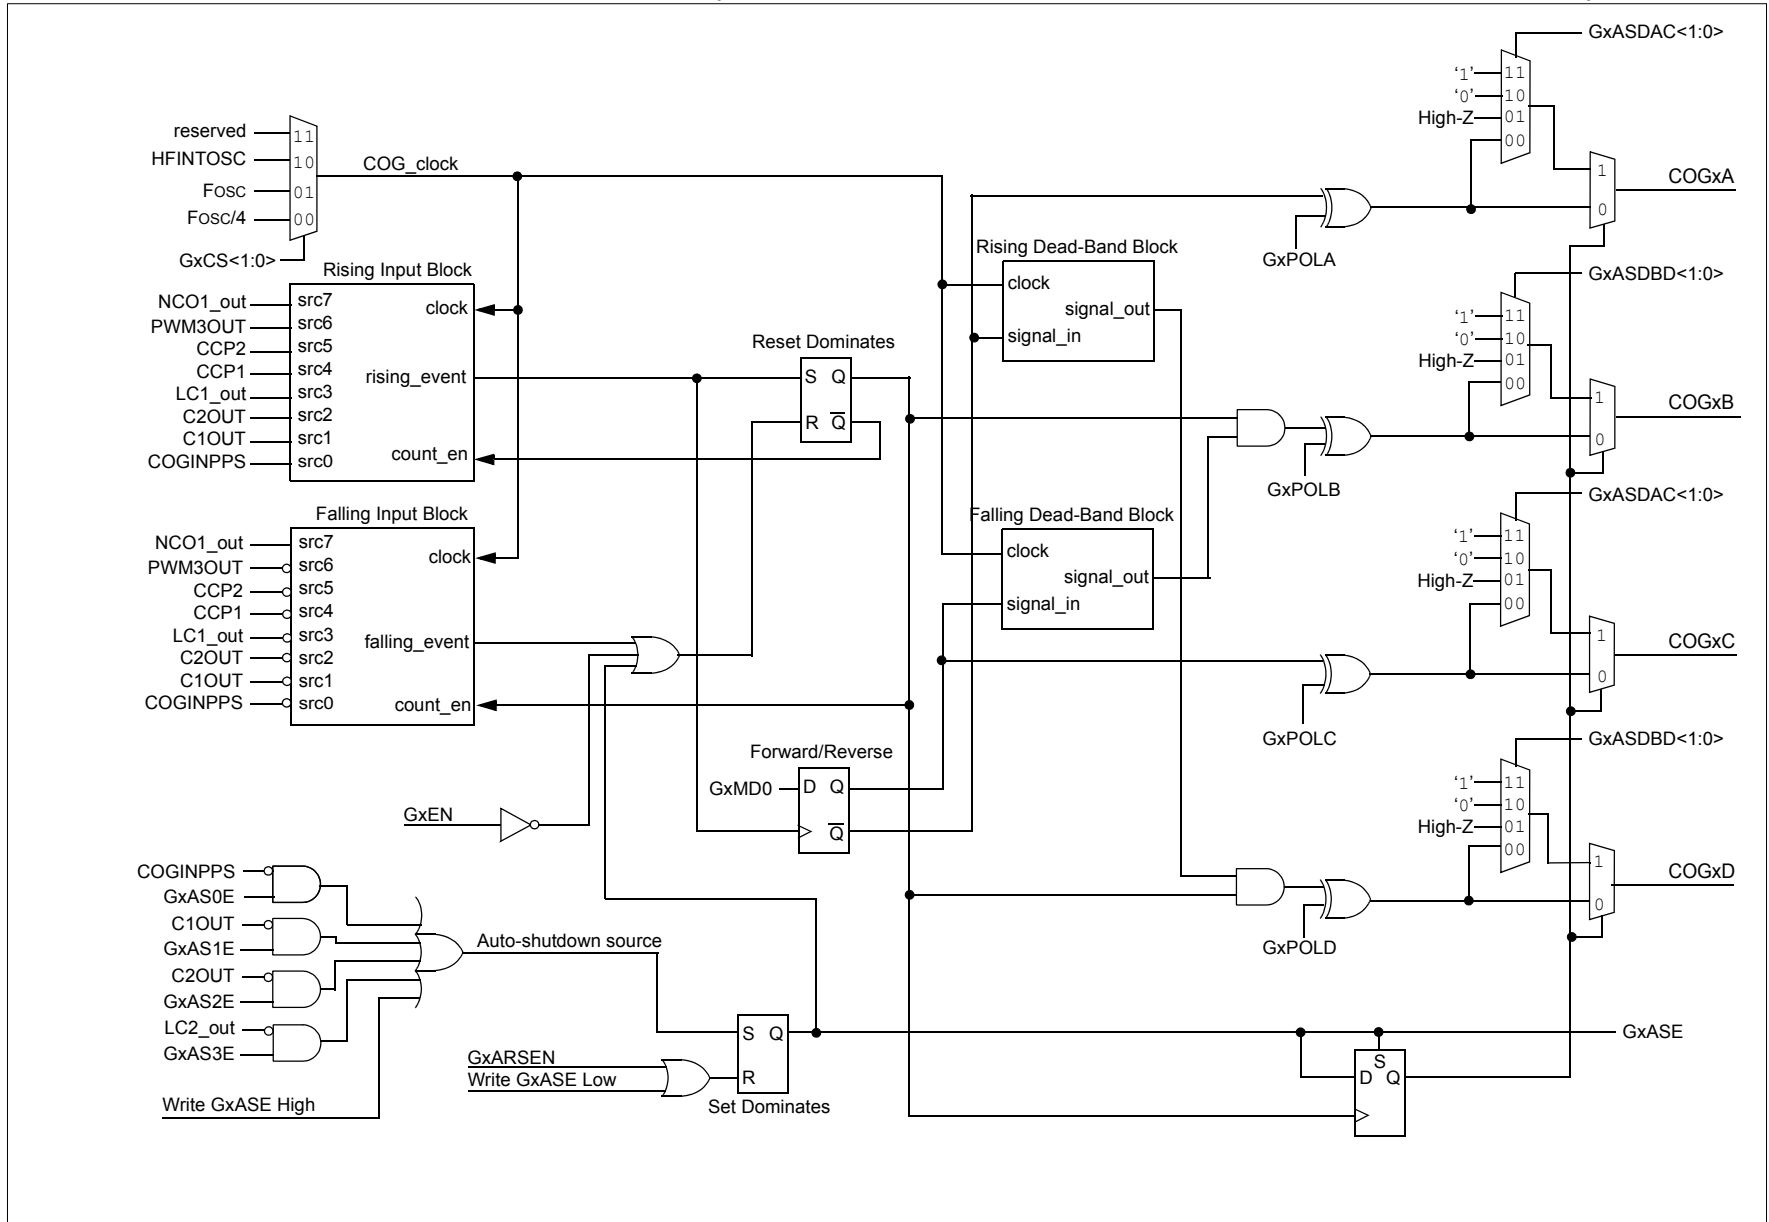 GxASDAC<1:0>
'1' 11
'0' 10
High-Z 01
00
1
0
COGxA
GxPOLA
reserved 11
HFINTOSC 10
FOSC 01
FOSC/4 00
GxCS<1:0>
COG_clock
Rising Input Block
NCO1_out src7
PWM3OUT src6
CCP2 src5
CCP1 src4
LC1_out src3
C2OUT src2
C1OUT src1
COGINPPS src0
clock
rising_event
count_en
Reset Dominates
S Q
R Q
Rising Dead-Band Block
clock
signal_out
signal_in
GxASDBD<1:0>
'1' 11
'0' 10
High-Z 01
00
1
0
COGxB
GxPOLB
Falling Input Block
NCO1_out src7
PWM3OUT src6
CCP2 src5
CCP1 src4
LC1_out src3
C2OUT src2
C1OUT src1
COGINPPS src0
clock
falling_event
count_en
Falling Dead-Band Block
clock
signal_out
signal_in
GxASDAC<1:0>
'1' 11
'0' 10
High-Z 01
00
1
0
COGxC
GxPOLC
Forward/Reverse
GxMD0 D Q
Q
GxEN
GxASDBD<1:0>
'1' 11
'0' 10
High-Z 01
00
1
0
COGxD
GxPOLD
COGINPPS
GxAS0E
C1OUT
GxAS1E
C2OUT
GxAS2E
LC2_out
GxAS3E
Write GxASE High
Auto-shutdown source
GxARSEN
Write GxASE Low
S Q
R
Set Dominates
GxASE
S
D Q